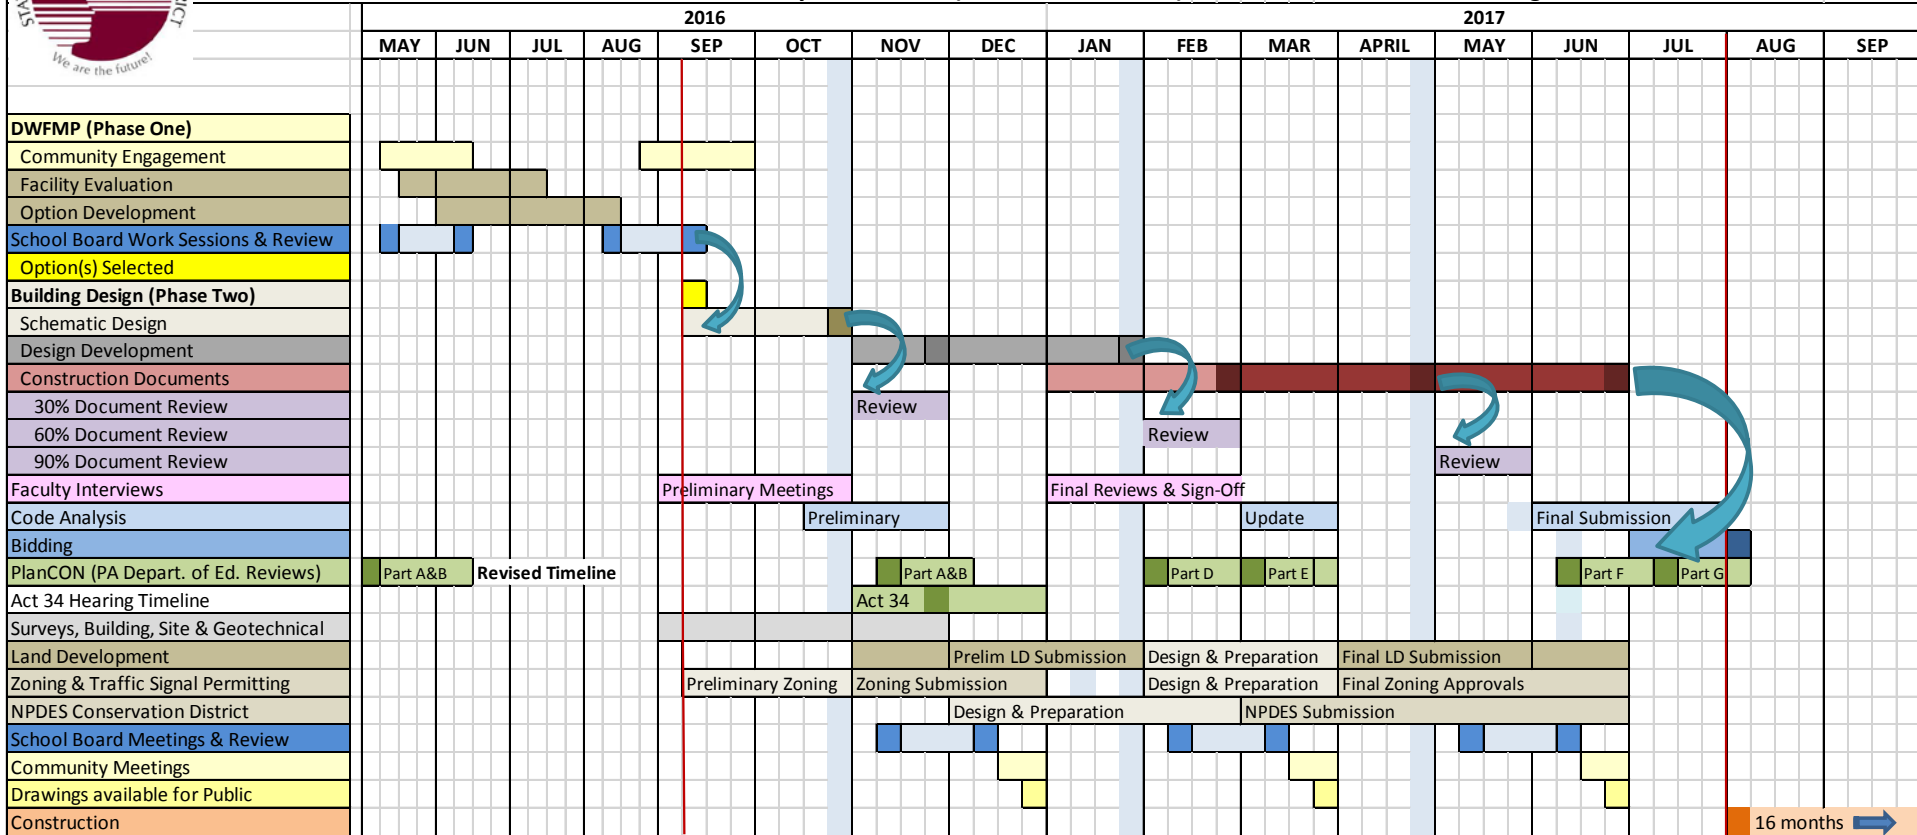 We are the future!
2016 2017
MAY JUN JUL AUG SEP OCT NOV DEC JAN FEB MAR APRIL MAY JUN JUL AUG SEP
DWFMP (Phase One)
Community Engagement
Facility Evaluation
Option Development
School Board Work Sessions & Review
Option(s) Selected
Building Design (Phase Two)
Schematic Design
Design Development
Construction Documents
30% Document Review Review
60% Document Review Review
90% Document Review Review
Faculty Interviews Preliminary Meetings Final Reviews & Sign-Off
Code Analysis Preliminary Update Final Submission
Bidding
PlanCON (PA Depart. of Ed. Reviews) Part A&B Revised Timeline Part A&B Part D Part E Part F Part G
Act 34 Hearing Timeline Act 34
Surveys, Building, Site & Geotechnical
Land Development Prelim LD Submission Design & Preparation Final LD Submission
Zoning & Traffic Signal Permitting Preliminary Zoning Zoning Submission Design & Preparation Final Zoning Approvals
NPDES Conservation District Design & Preparation NPDES Submission
School Board Meetings & Review
Community Meetings
Drawings available for Public
Construction 16 months